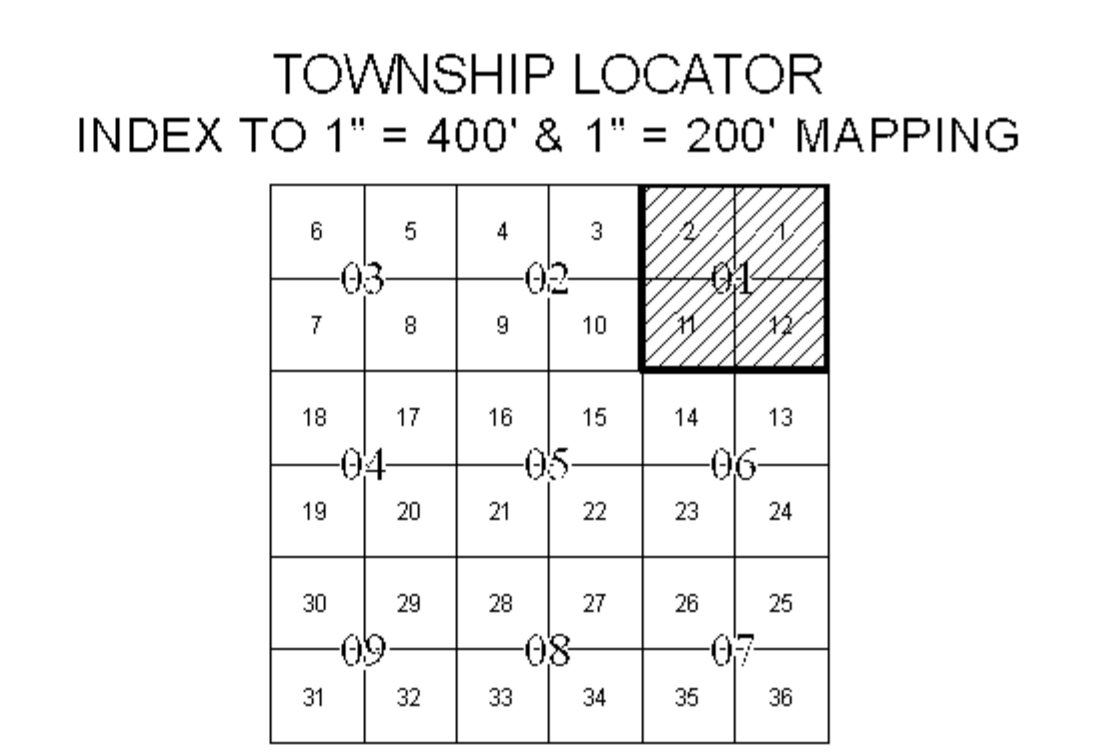 TOWNSHIP LOCATOR
INDEX TO 1" = 400' & 1" = 200' MAPPING
6 5 4 3 2 1
03 02 01
7 8 9 10 11 12
18 17 16 15 14 13
04 05 06
19 20 21 22 23 24
30 29 28 27 26 25
09 08 07
31 32 33 34 35 36